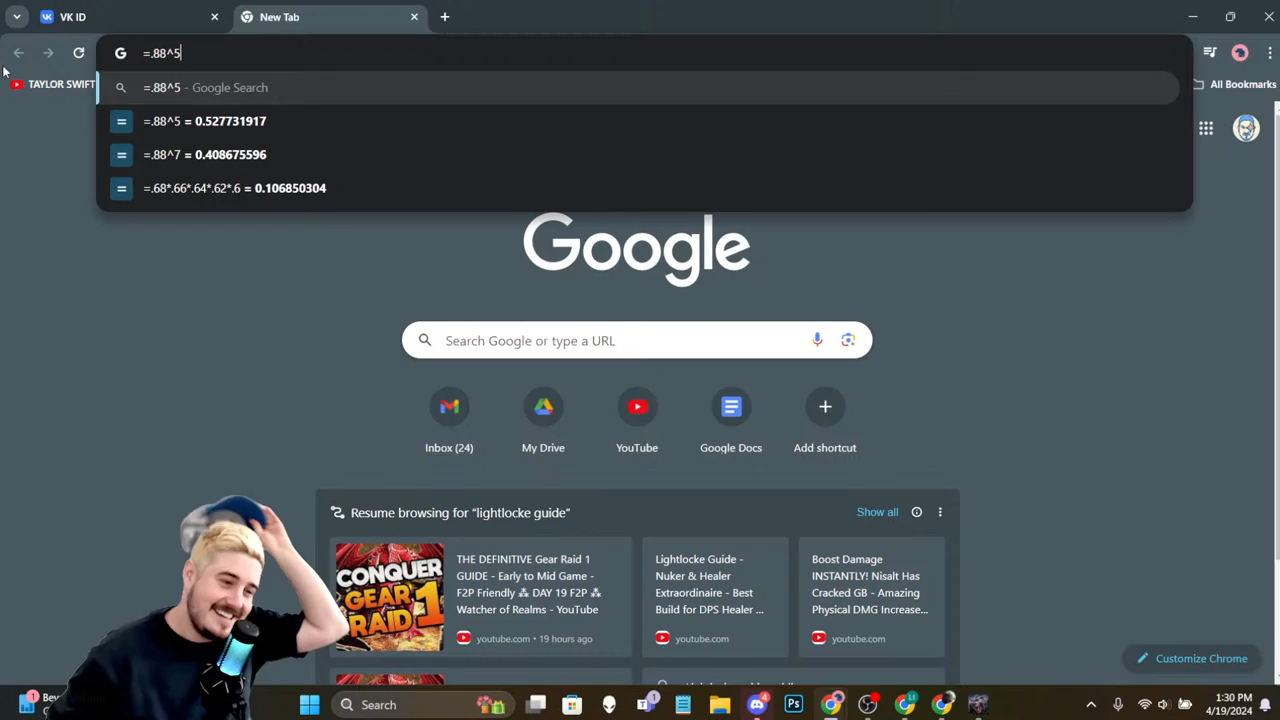 VK ID
New Tab
=.88^5
TAYLOR SWIFT
All Bookmarks
=.88^5 - Google Search
=.88^5 = 0.527731917
=.88^7 = 0.408675596
=.68*.66*.64*.62*.6 = 0.106850304
Google
Search Google or type a URL
Inbox (24)
My Drive
YouTube
Google Docs
Add shortcut
Resume browsing for “lightlocke guide”
Show all
CONQUER
GEAR
RAID 1
THE DEFINITIVE Gear Raid 1
GUIDE - Early to Mid Game -
F2P Friendly ⁂ DAY 19 F2P ⁂
Watcher of Realms - YouTube
youtube.com • 19 hours ago
Lightlocke Guide -
Nuker & Healer
Extraordinaire - Best
Build for DPS Healer ...
youtube.com
Boost Damage
INSTANTLY! Nisalt Has
Cracked GB - Amazing
Physical DMG Increase...
youtube.com
Customize Chrome
1
Search
1
4
1:30 PM
4/19/2024